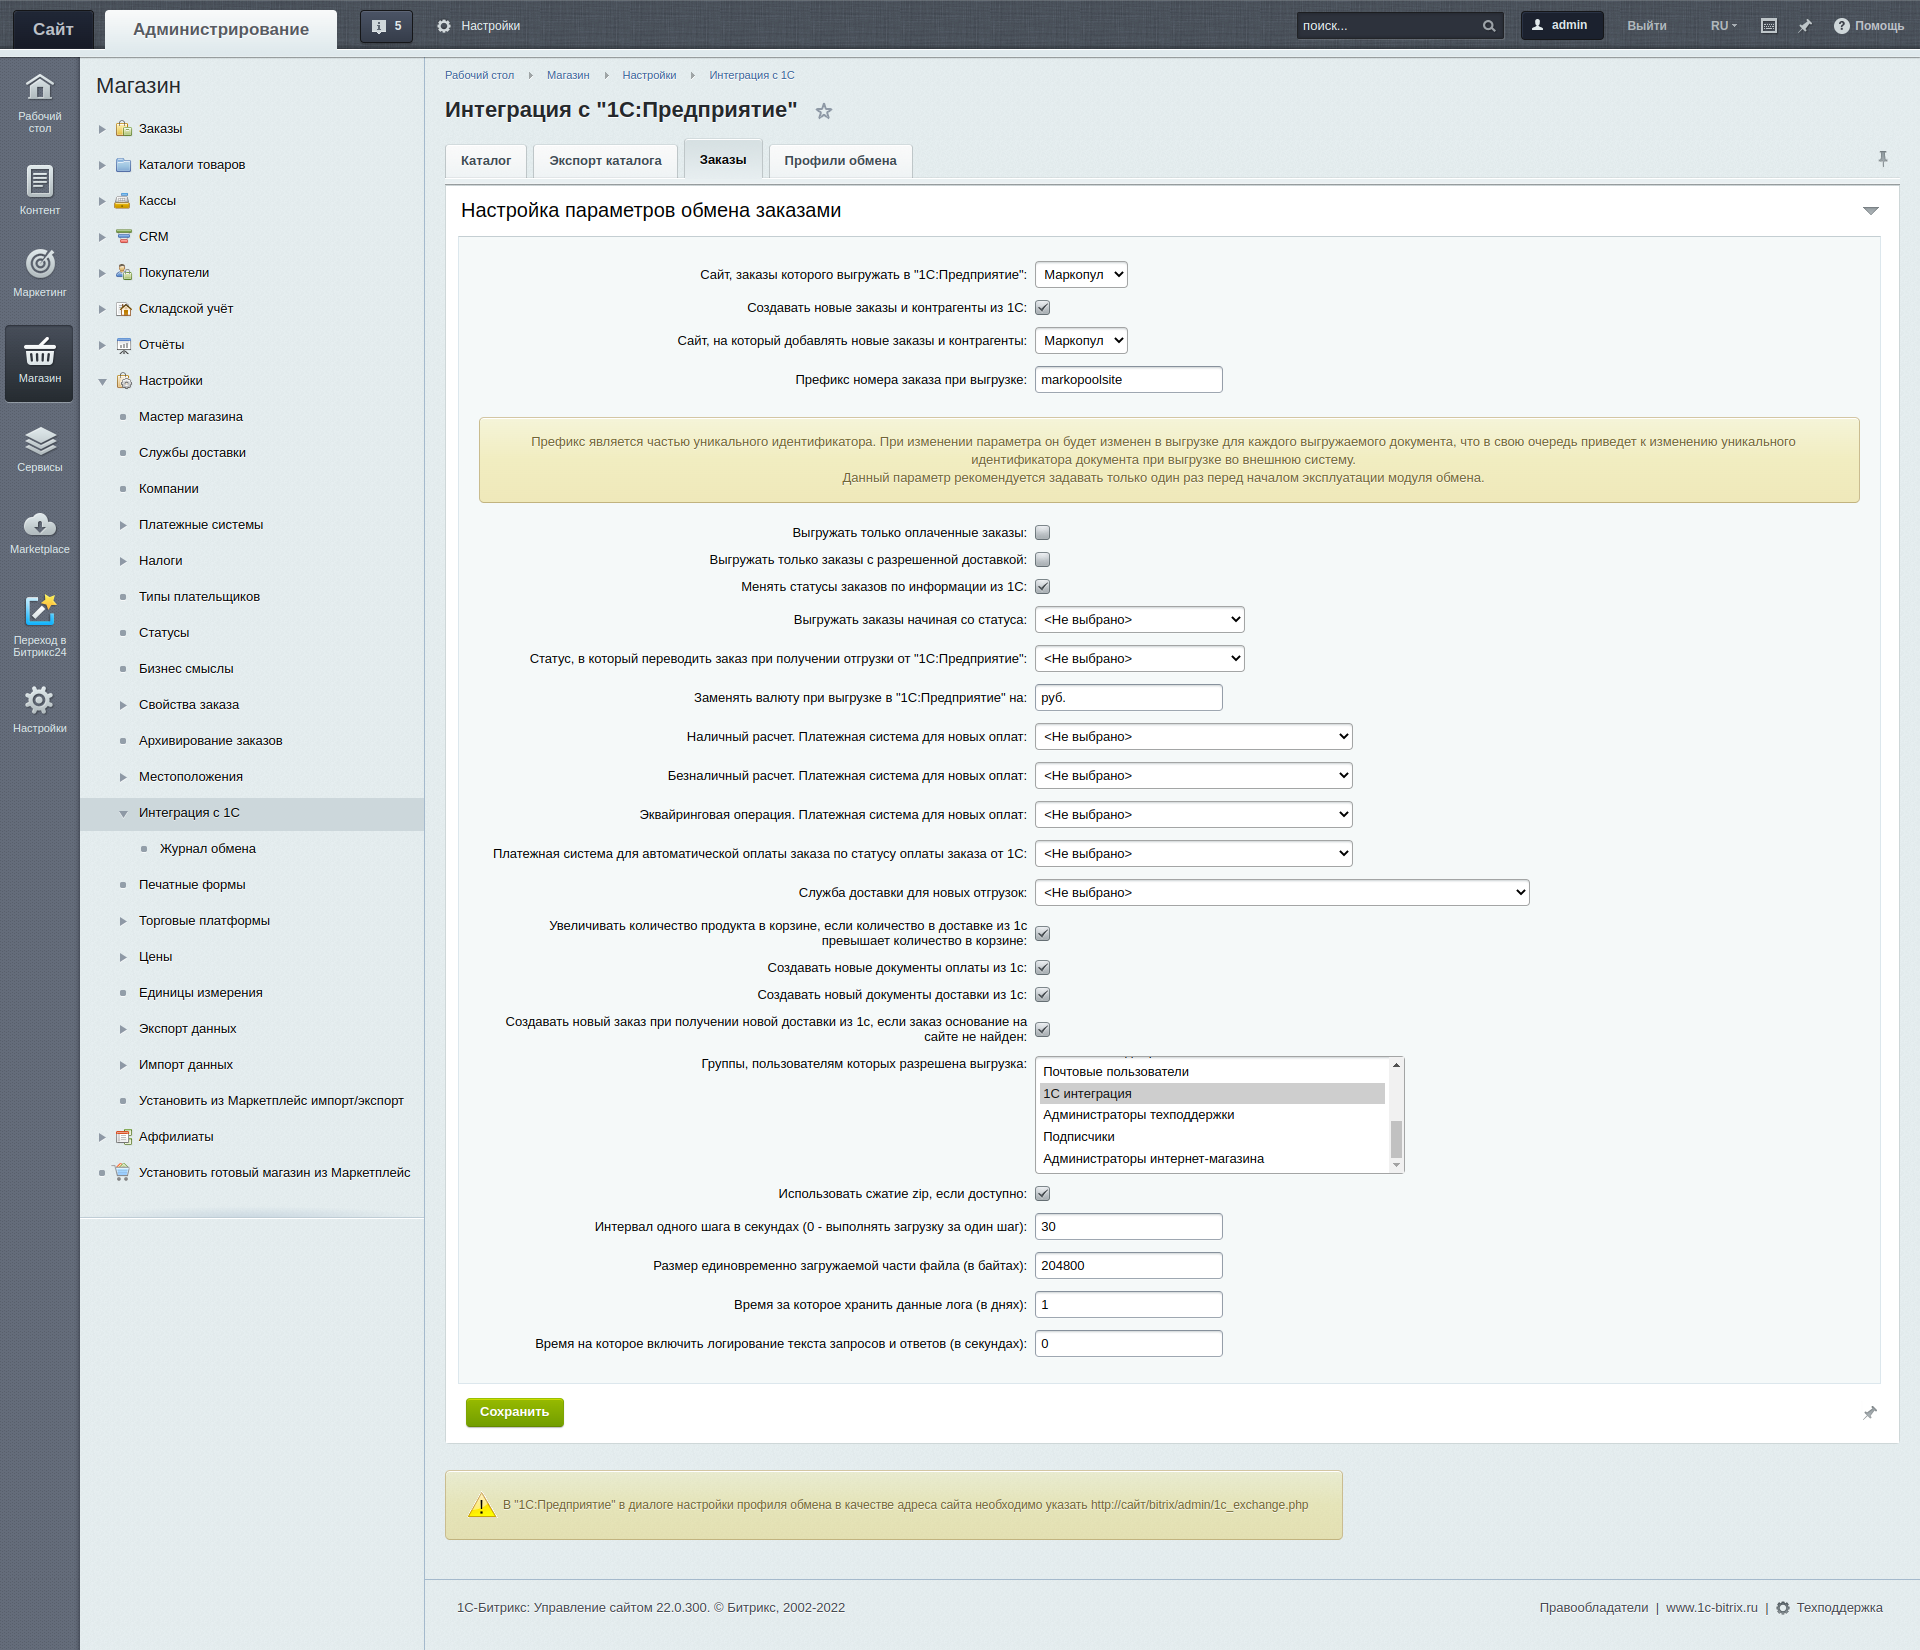 Сайт
Администрирование
5
Настройки
поиск...
admin
Выйти
RU
Помощь
Рабочий стол
Контент
Маркетинг
Магазин
Сервисы
Marketplace
Переход в Битрикс24
Настройки
Магазин
Заказы
Каталоги товаров
Кассы
CRM
Покупатели
Складской учёт
Отчёты
Настройки
Мастер магазина
Службы доставки
Компании
Платежные системы
Налоги
Типы плательщиков
Статусы
Бизнес смыслы
Свойства заказа
Архивирование заказов
Местоположения
Интеграция с 1С
Журнал обмена
Печатные формы
Торговые платформы
Цены
Единицы измерения
Экспорт данных
Импорт данных
Установить из Маркетплейс импорт/экспорт
Аффилиаты
Установить готовый магазин из Маркетплейс
Рабочий стол Магазин Настройки Интеграция с 1С
Интеграция с "1С:Предприятие"
Каталог Экспорт каталога Заказы Профили обмена
Настройка параметров обмена заказами
Сайт, заказы которого выгружать в "1С:Предприятие": Маркопул
Создавать новые заказы и контрагенты из 1С:
Сайт, на который добавлять новые заказы и контрагенты: Маркопул
Префикс номера заказа при выгрузке: markopoolsite
Префикс является частью уникального идентификатора. При изменении параметра он будет изменен в выгрузке для каждого выгружаемого документа, что в свою очередь приведет к изменению уникального
идентификатора документа при выгрузке во внешнюю систему.
Данный параметр рекомендуется задавать только один раз перед началом эксплуатации модуля обмена.
Выгружать только оплаченные заказы:
Выгружать только заказы с разрешенной доставкой:
Менять статусы заказов по информации из 1С:
Выгружать заказы начиная со статуса: <Не выбрано>
Статус, в который переводить заказ при получении отгрузки от "1С:Предприятие": <Не выбрано>
Заменять валюту при выгрузке в "1С:Предприятие" на: руб.
Наличный расчет. Платежная система для новых оплат: <Не выбрано>
Безналичный расчет. Платежная система для новых оплат: <Не выбрано>
Эквайринговая операция. Платежная система для новых оплат: <Не выбрано>
Платежная система для автоматической оплаты заказа по статусу оплаты заказа от 1С: <Не выбрано>
Служба доставки для новых отгрузок: <Не выбрано>
Увеличивать количество продукта в корзине, если количество в доставке из 1с
превышает количество в корзине:
Создавать новые документы оплаты из 1с:
Создавать новый документы доставки из 1с:
Создавать новый заказ при получении новой доставки из 1с, если заказ основание на
сайте не найден:
Группы, пользователям которых разрешена выгрузка:
Почтовые пользователи
1С интеграция
Администраторы техподдержки
Подписчики
Администраторы интернет-магазина
Использовать сжатие zip, если доступно:
Интервал одного шага в секундах (0 - выполнять загрузку за один шаг): 30
Размер единовременно загружаемой части файла (в байтах): 204800
Время за которое хранить данные лога (в днях): 1
Время на которое включить логирование текста запросов и ответов (в секундах): 0
Сохранить
В "1С:Предприятие" в диалоге настройки профиля обмена в качестве адреса сайта необходимо указать http://сайт/bitrix/admin/1c_exchange.php
1С-Битрикс: Управление сайтом 22.0.300. © Битрикс, 2002-2022
Правообладатели | www.1c-bitrix.ru | Техподдержка